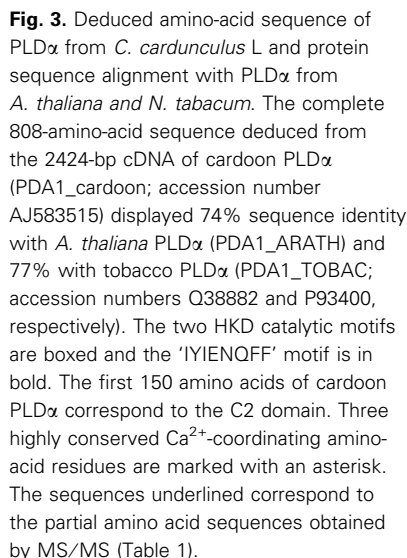 Fig. 3. Deduced amino-acid sequence of
PLDα from C. cardunculus L and protein
sequence alignment with PLDα from
A. thaliana and N. tabacum. The complete
808-amino-acid sequence deduced from
the 2424-bp cDNA of cardoon PLDα
(PDA1_cardoon; accession number
AJ583515) displayed 74% sequence identity
with A. thaliana PLDα (PDA1_ARATH) and
77% with tobacco PLDα (PDA1_TOBAC;
accession numbers Q38882 and P93400,
respectively). The two HKD catalytic motifs
are boxed and the ‘IYIENQFF’ motif is in
bold. The first 150 amino acids of cardoon
PLDα correspond to the C2 domain. Three
highly conserved Ca²⁺-coordinating amino-
acid residues are marked with an asterisk.
The sequences underlined correspond to
the partial amino acid sequences obtained
by MS/MS (Table 1).